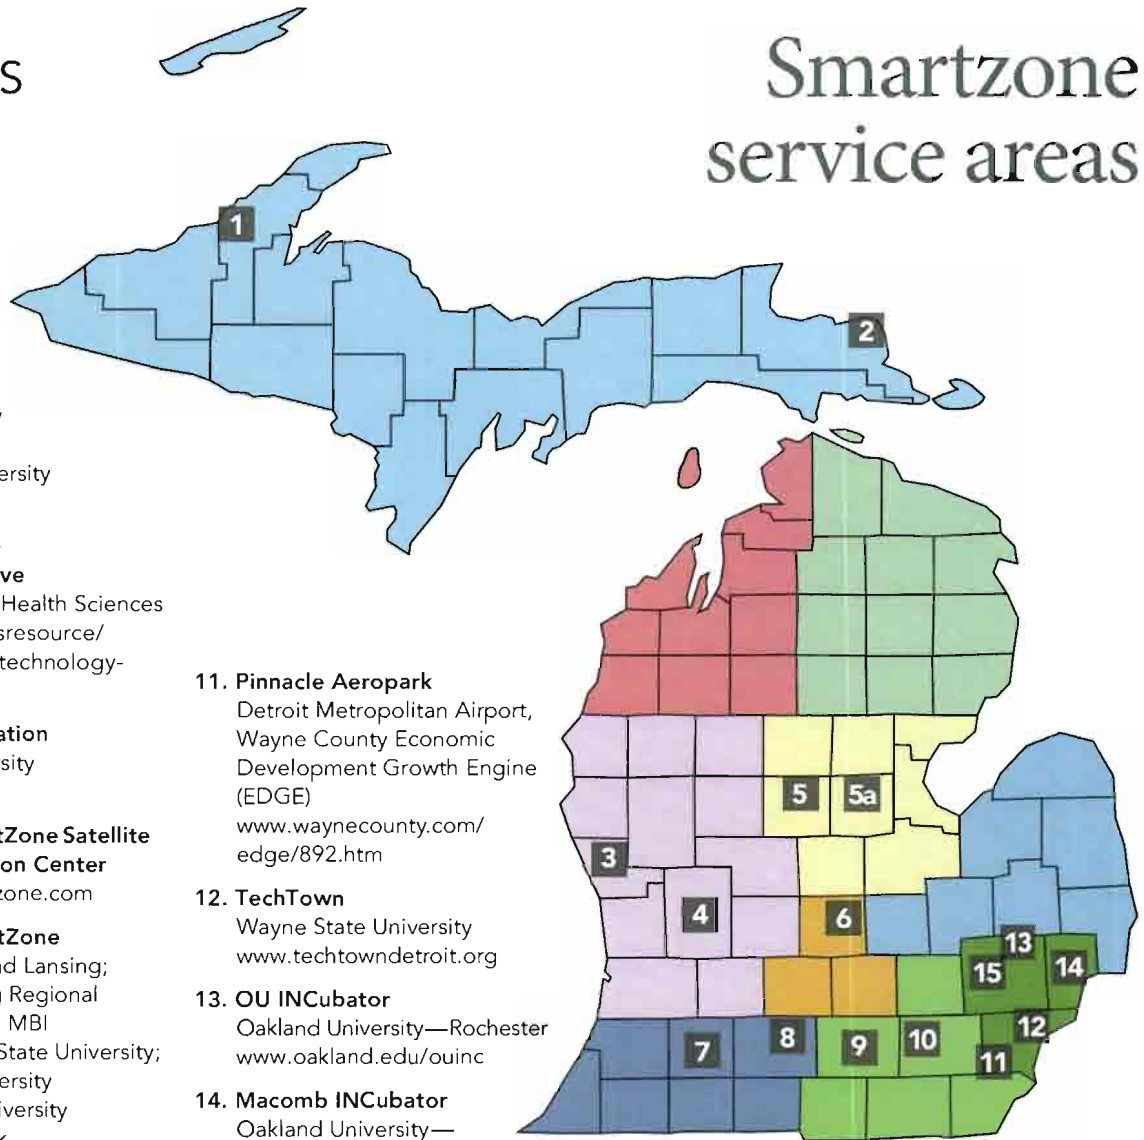 s
Smartzone
service areas
ersity
ve
Health Sciences
sresource/
technology-
ation
sity
tZone Satellite
on Center
zone.com
tZone
nd Lansing;
g Regional
MBI
State University;
ersity
iversity
11. Pinnacle Aeropark
Detroit Metropolitan Airport,
Wayne County Economic
Development Growth Engine
(EDGE)
www.waynecounty.com/
edge/892.htm
12. TechTown
Wayne State University
www.techtowndetroit.org
13. OU INCubator
Oakland University—Rochester
www.oakland.edu/ouinc
14. Macomb INCubator
Oakland University—
1
2
3
4
5
5a
6
7
8
9
10
11
12
13
14
15